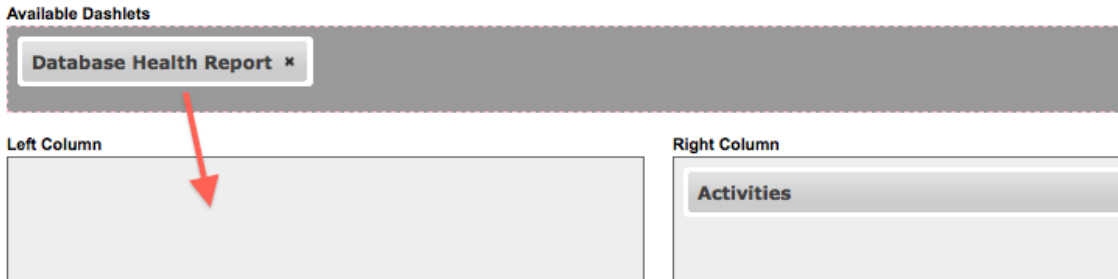 Available Dashlets
Database Health Report ×
Left Column
Right Column
Activities